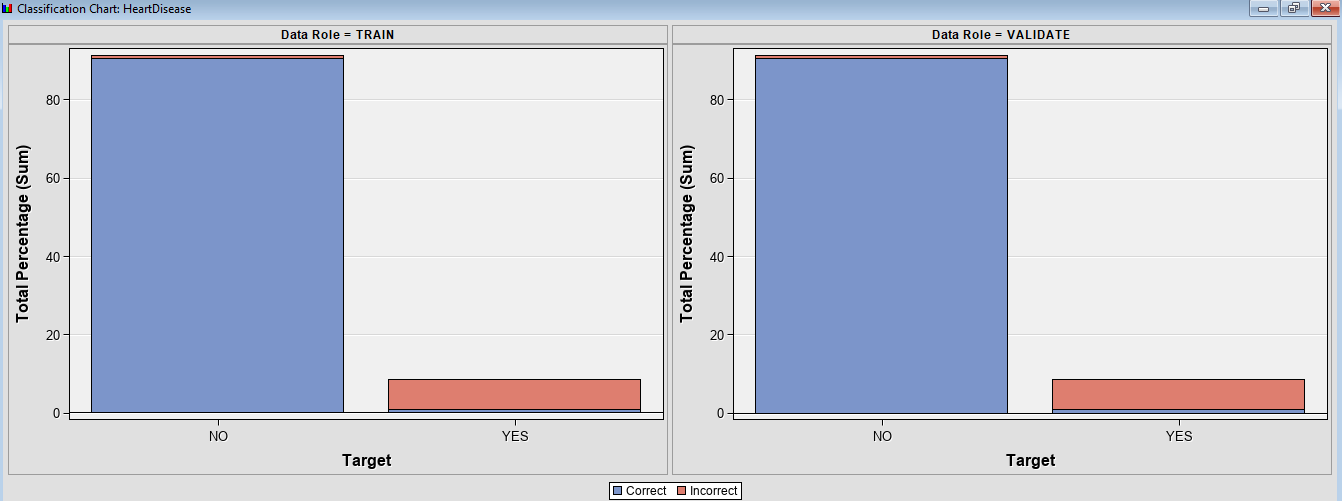 Classification Chart: HeartDisease
Data Role = TRAIN
Total Percentage (Sum)
80
60
40
20
0
NO
YES
Target
Data Role = VALIDATE
Total Percentage (Sum)
80
60
40
20
0
NO
YES
Target
Correct Incorrect